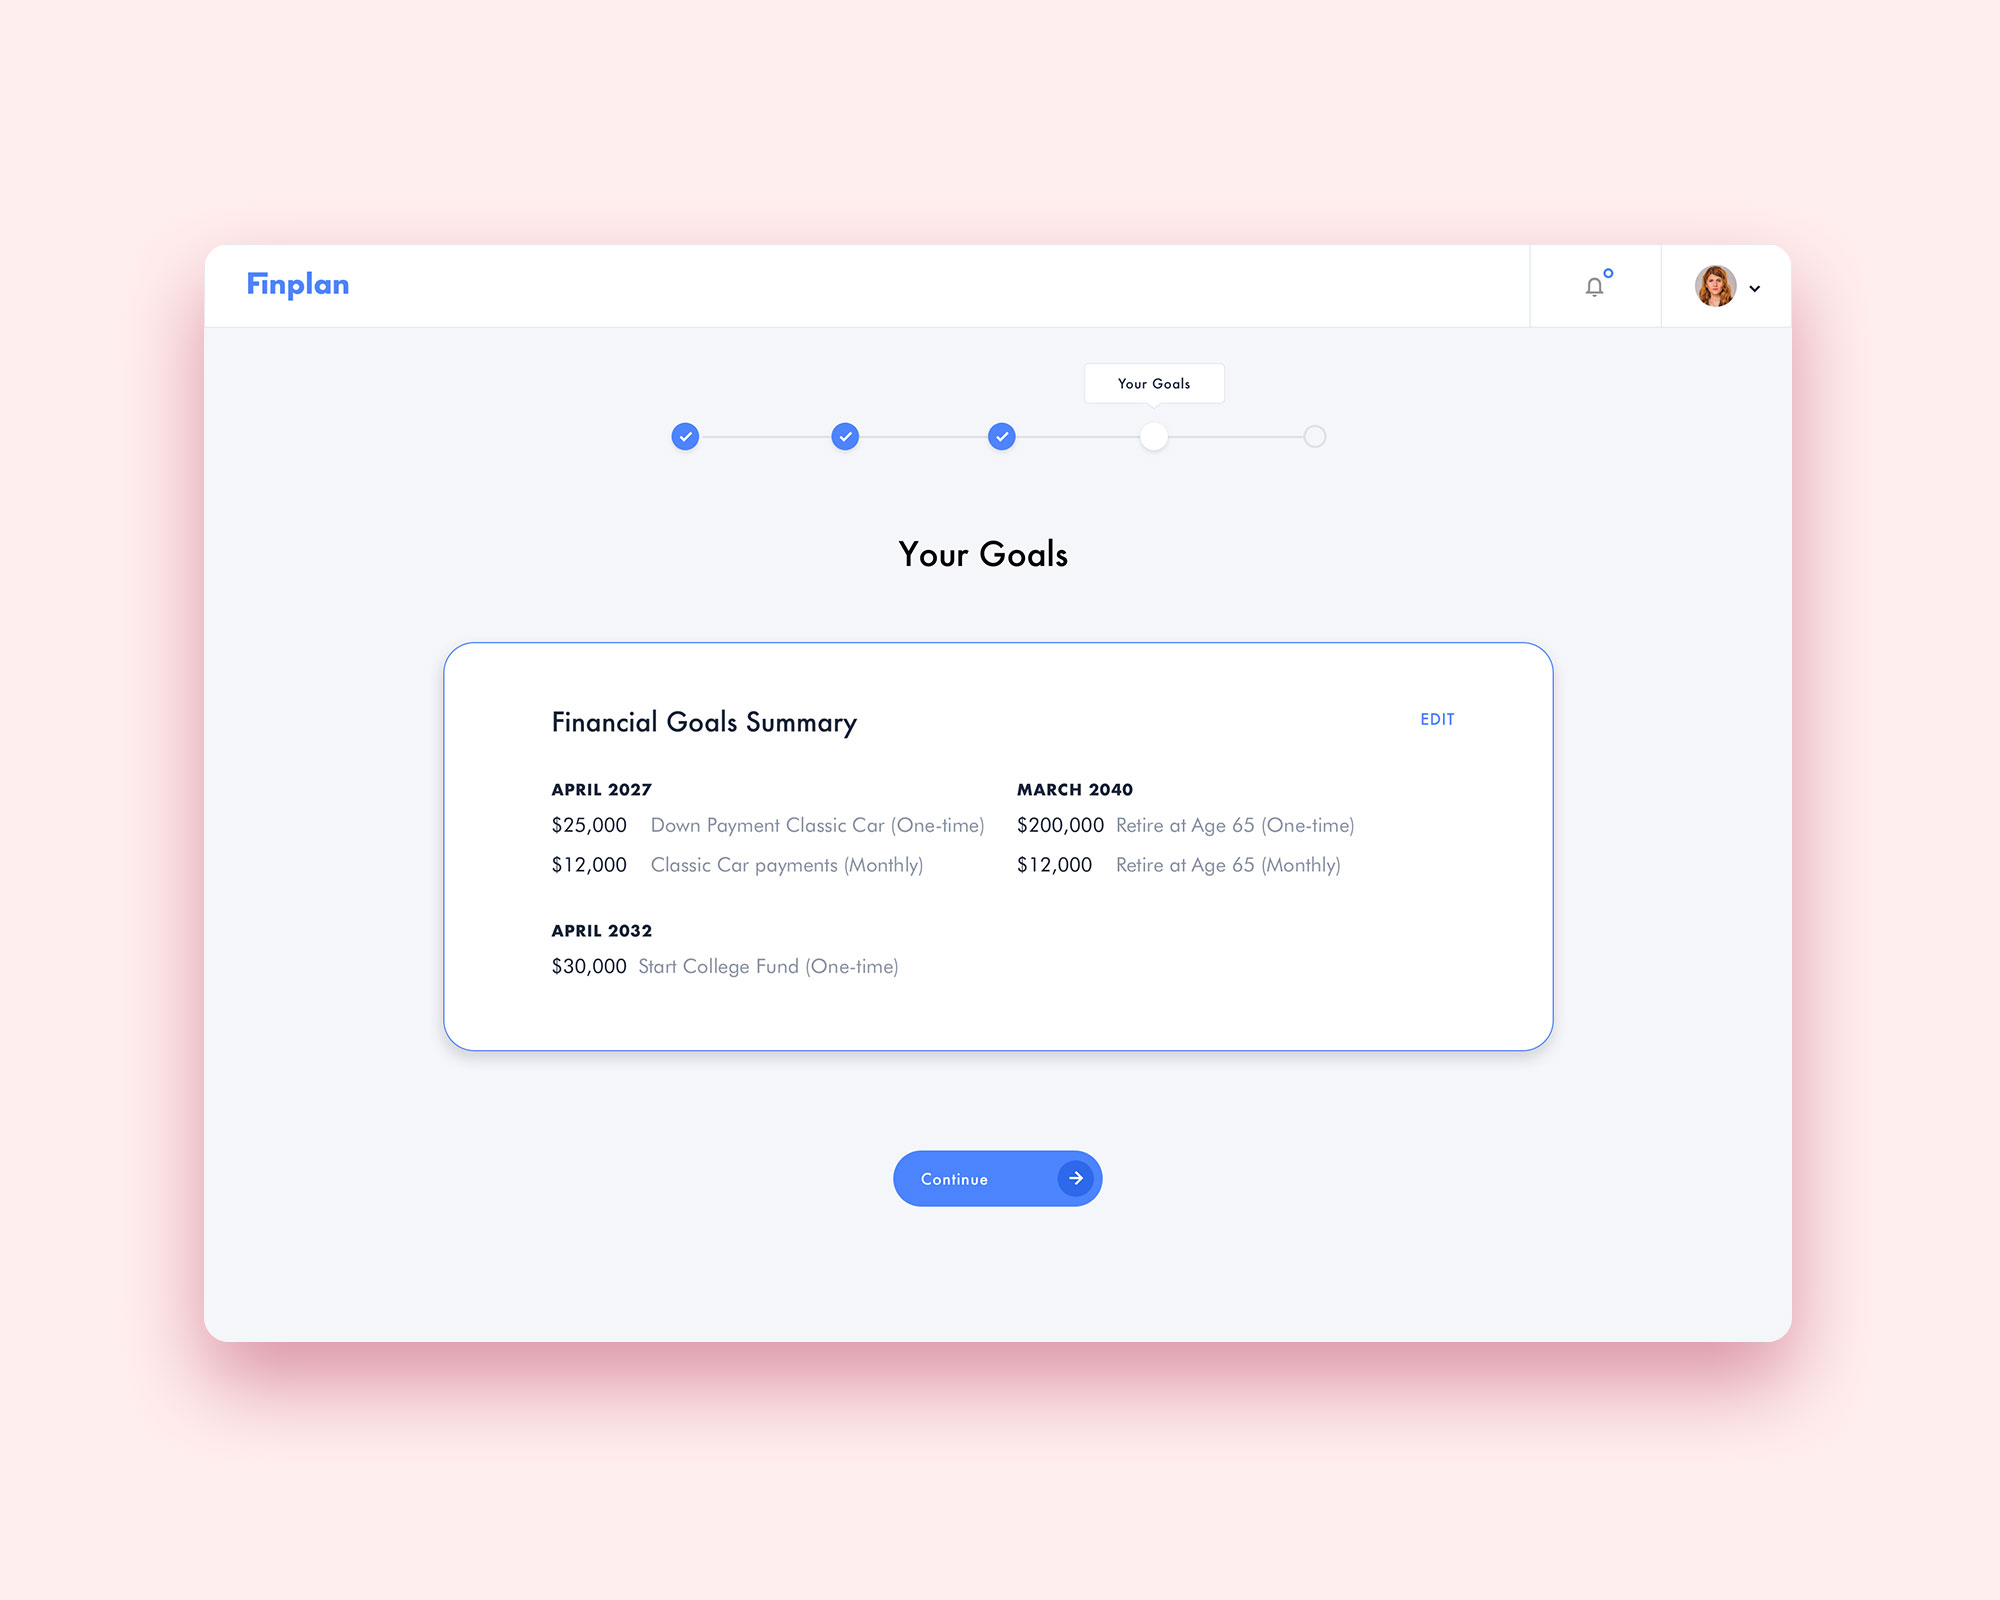 Finplan
Your Goals
Your Goals
Financial Goals Summary
EDIT
APRIL 2027
$25,000 Down Payment Classic Car (One-time)
$12,000 Classic Car payments (Monthly)
APRIL 2032
$30,000 Start College Fund (One-time)
MARCH 2040
$200,000 Retire at Age 65 (One-time)
$12,000 Retire at Age 65 (Monthly)
Continue